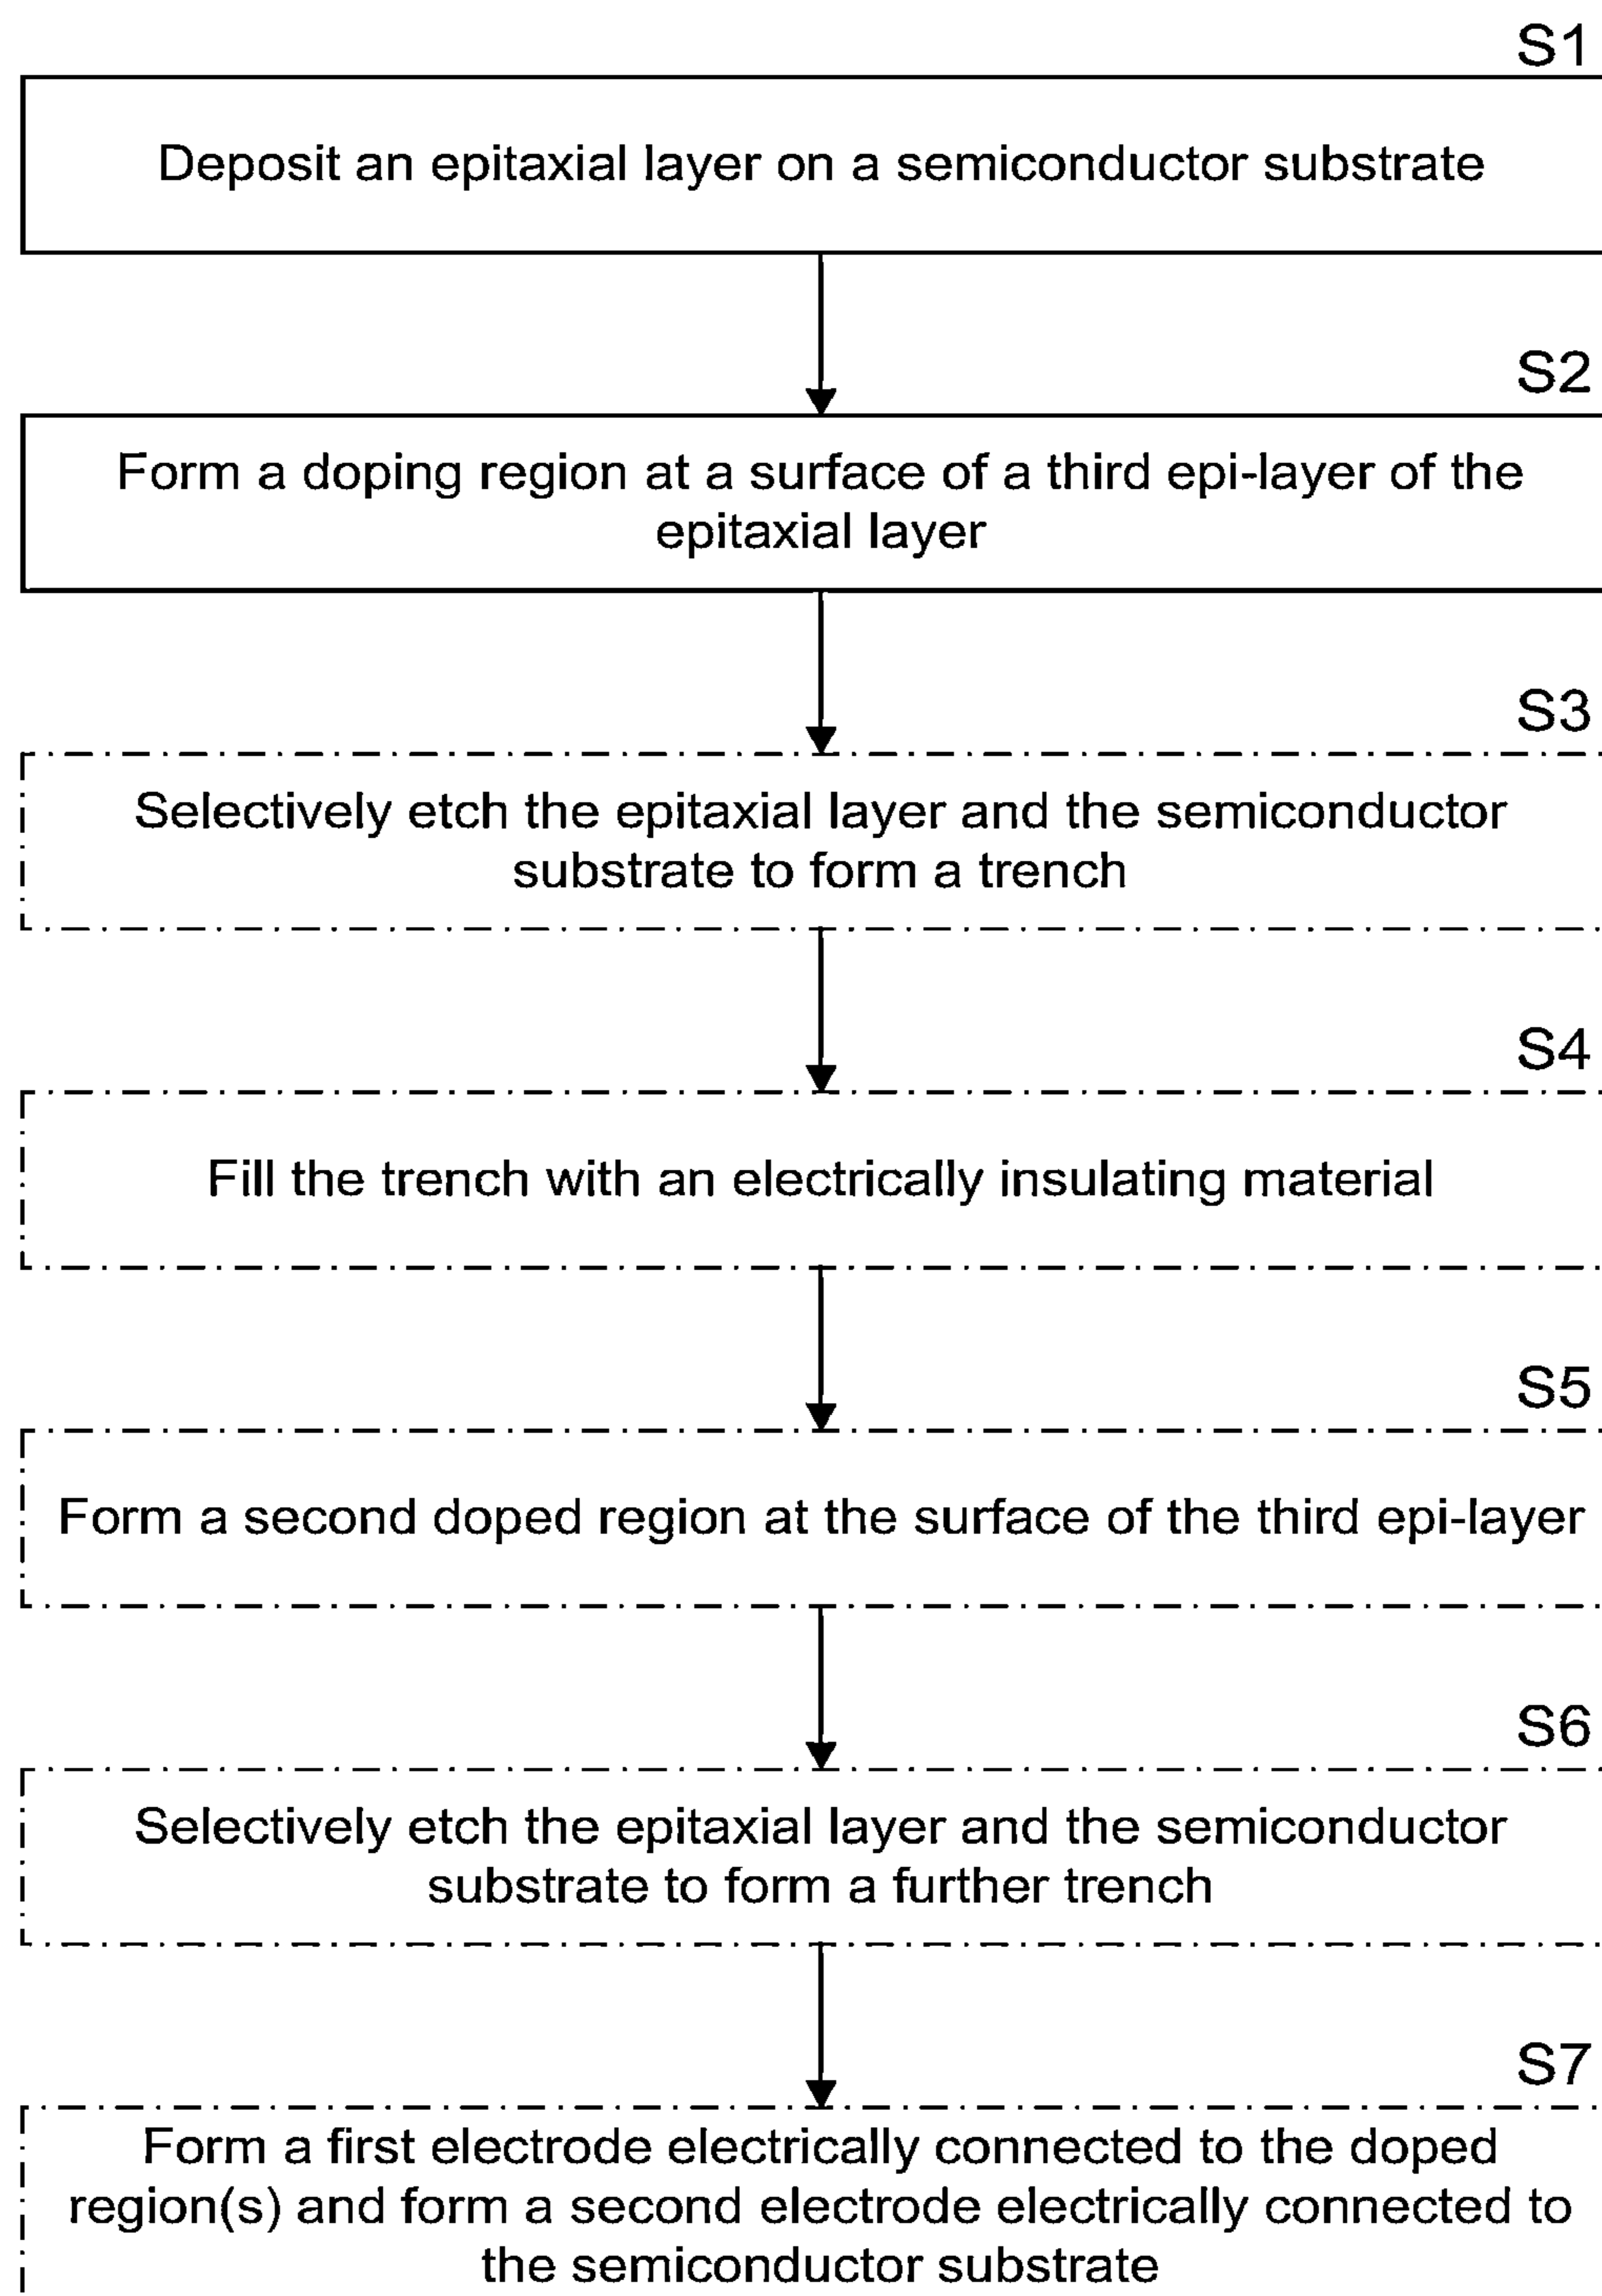 S1
Deposit an epitaxial layer on a semiconductor substrate
S2
Form a doping region at a surface of a third epi-layer of the
epitaxial layer
S3
Selectively etch the epitaxial layer and the semiconductor
substrate to form a trench
S4
Fill the trench with an electrically insulating material
S5
Form a second doped region at the surface of the third epi-layer
S6
Selectively etch the epitaxial layer and the semiconductor
substrate to form a further trench
S7
Form a first electrode electrically connected to the doped
region(s) and form a second electrode electrically connected to
the semiconductor substrate